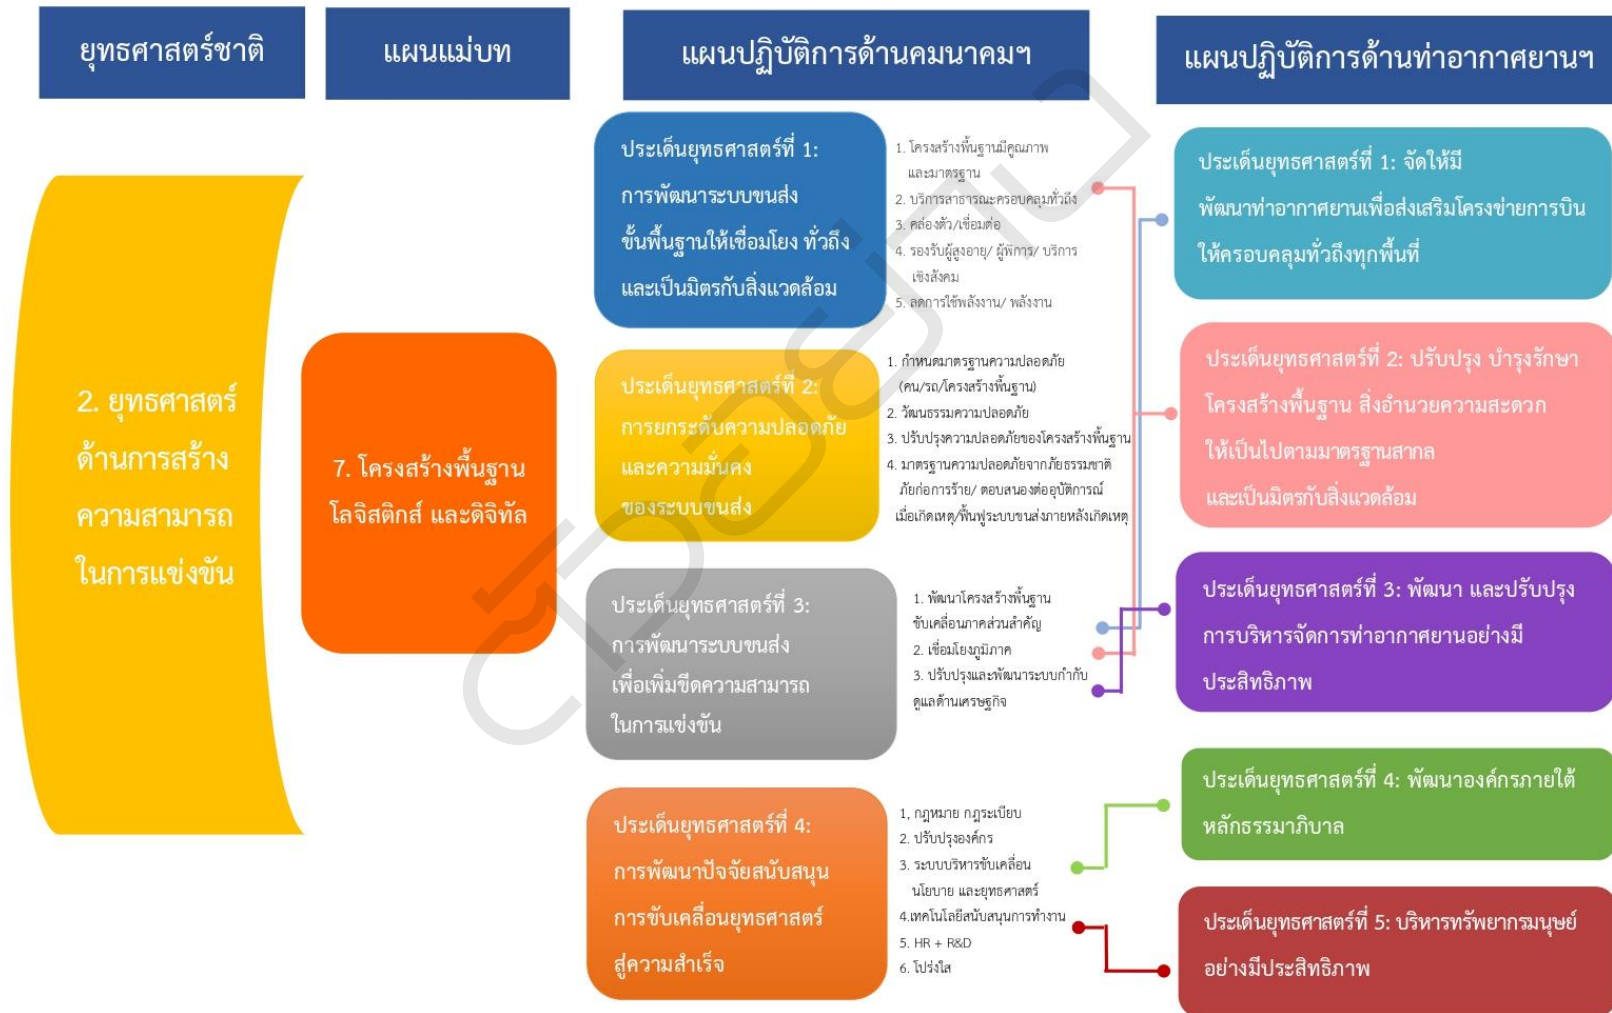 ยุทธศาสตร์ชาติ
แผนแม่บท
แผนปฏิบัติการด้านคมนาคมฯ
แผนปฏิบัติการด้านท่าอากาศยานฯ
2. ยุทธศาสตร์
ด้านการสร้าง
ความสามารถ
ในการแข่งขัน
7. โครงสร้างพื้นฐาน
โลจิสติกส์ และดิจิทัล
ประเด็นยุทธศาสตร์ที่ 1:
การพัฒนาระบบขนส่ง
ขั้นพื้นฐานให้เชื่อมโยง ทั่วถึง
และเป็นมิตรกับสิ่งแวดล้อม
1. โครงสร้างพื้นฐานมีคุณภาพ
และมาตรฐาน
2. บริการสาธารณะครอบคลุมทั่วถึง
3. คล่องตัว/เชื่อมต่อ
4. รองรับผู้สูงอายุ/ ผู้พิการ/ บริการ
เชิงสังคม
5. ลดการใช้พลังงาน/ พลังงาน
ประเด็นยุทธศาสตร์ที่ 2:
การยกระดับความปลอดภัย
และความมั่นคง
ของระบบขนส่ง
1. กำหนดมาตรฐานความปลอดภัย
(คน/รถ/โครงสร้างพื้นฐาน)
2. วัฒนธรรมความปลอดภัย
3. ปรับปรุงความปลอดภัยของโครงสร้างพื้นฐาน
4. มาตรฐานความปลอดภัยจากภัยธรรมชาติ
ภัยก่อการร้าย/ ตอบสนองต่ออุบัติการณ์
เมื่อเกิดเหตุ/ฟื้นฟูระบบขนส่งภายหลังเกิดเหตุ
ประเด็นยุทธศาสตร์ที่ 3:
การพัฒนาระบบขนส่ง
เพื่อเพิ่มขีดความสามารถ
ในการแข่งขัน
1. พัฒนาโครงสร้างพื้นฐาน
ขับเคลื่อนภาคส่วนสำคัญ
2. เชื่อมโยงภูมิภาค
3. ปรับปรุงและพัฒนาระบบกำกับ
ดูแลด้านเศรษฐกิจ
ประเด็นยุทธศาสตร์ที่ 4:
การพัฒนาปัจจัยสนับสนุน
การขับเคลื่อนยุทธศาสตร์
สู่ความสำเร็จ
1, กฎหมาย กฎระเบียบ
2. ปรับปรุงองค์กร
3. ระบบบริหารขับเคลื่อน
นโยบาย และยุทธศาสตร์
4.เทคโนโลยีสนับสนุนการทำงาน
5. HR + R&D
6. โปร่งใส
ประเด็นยุทธศาสตร์ที่ 1: จัดให้มี
พัฒนาท่าอากาศยานเพื่อส่งเสริมโครงข่ายการบิน
ให้ครอบคลุมทั่วถึงทุกพื้นที่
ประเด็นยุทธศาสตร์ที่ 2: ปรับปรุง บำรุงรักษา
โครงสร้างพื้นฐาน สิ่งอำนวยความสะดวก
ให้เป็นไปตามมาตรฐานสากล
และเป็นมิตรกับสิ่งแวดล้อม
ประเด็นยุทธศาสตร์ที่ 3: พัฒนา และปรับปรุง
การบริหารจัดการท่าอากาศยานอย่างมี
ประสิทธิภาพ
ประเด็นยุทธศาสตร์ที่ 4: พัฒนาองค์กรภายใต้
หลักธรรมาภิบาล
ประเด็นยุทธศาสตร์ที่ 5: บริหารทรัพยากรมนุษย์
อย่างมีประสิทธิภาพ
ตัวอย่าง